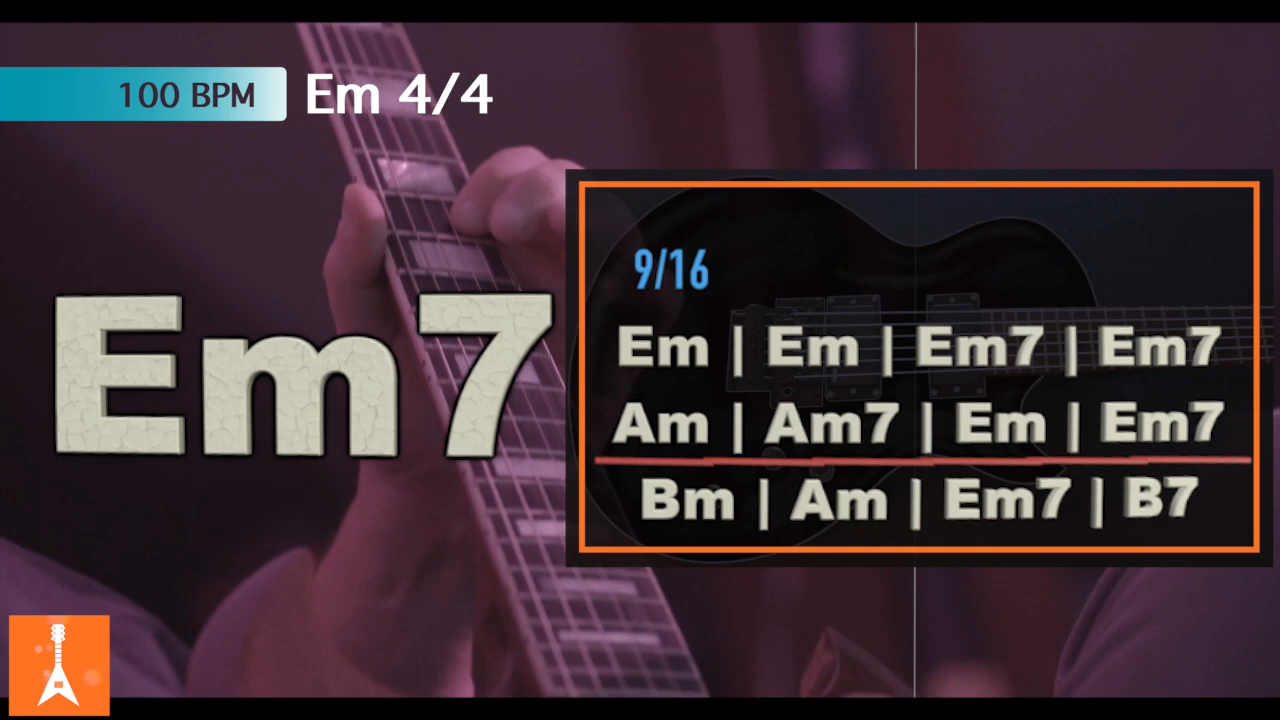 100 BPM Em 4/4
Em7
9/16
Em | Em | Em7 | Em7
Am | Am7 | Em | Em7
Bm | Am | Em7 | B7